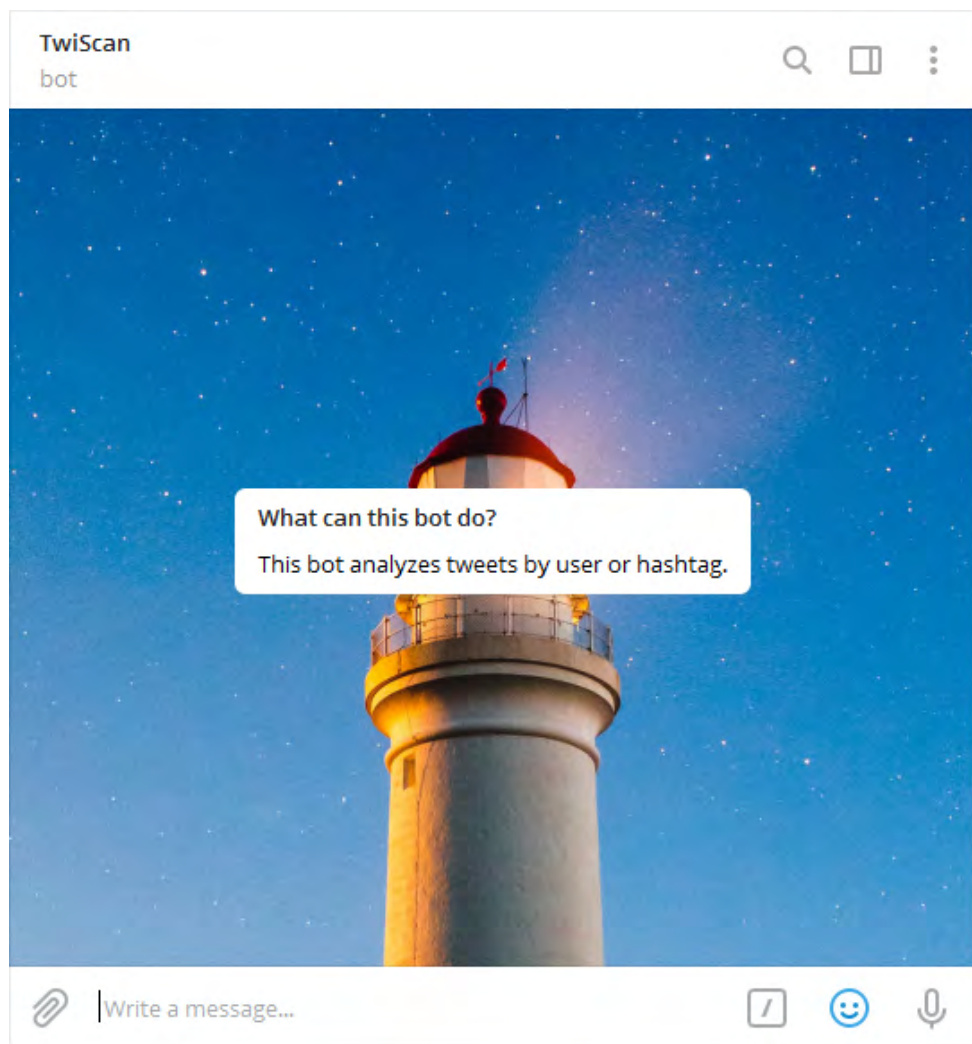 TwiScan
bot
What can this bot do?
This bot analyzes tweets by user or hashtag.
Write a message...